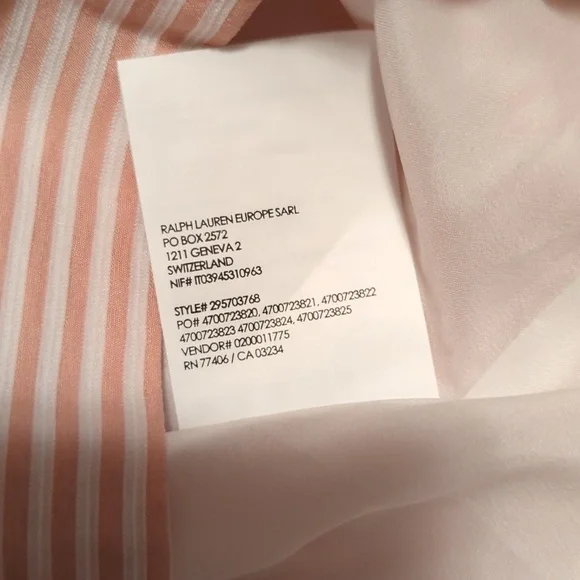 RALPH LAUREN EUROPE SARL
PO BOX 2572
1211 GENEVA 2
SWITZERLAND
NIF# IT03945310963
STYLE# 295703768
PO# 4700723820, 4700723821, 4700723822
4700723823 4700723824, 4700723825
VENDOR# 0200011775
RN 77406 / CA 03234